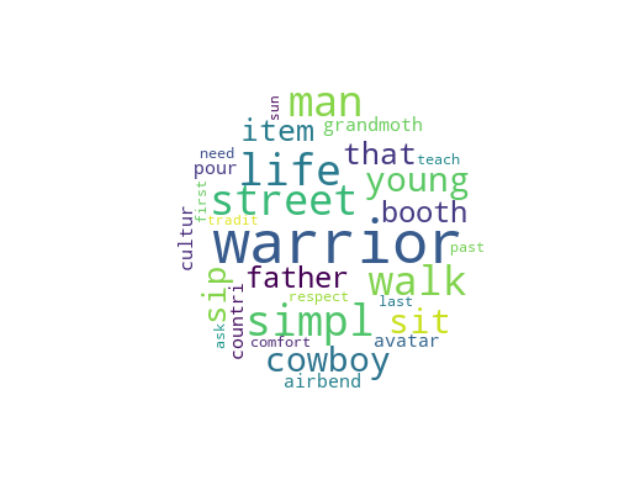 sun man
item grandmoth
need life that teach
pour young
first street booth
tradit
cultur warrior past
father walk
sip respect last
countri simpl sit
ask comfort avatar
cowboy
airbend